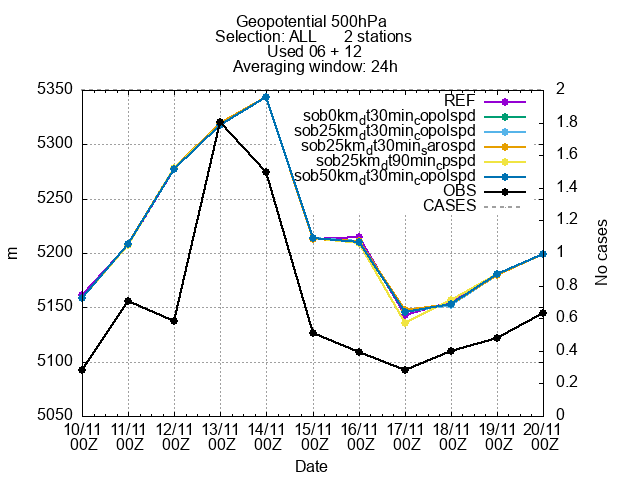 Geopotential 500hPa
Selection: ALL 2 stations
Used 06 + 12
Averaging window: 24h
5350
5300
5250
5200
5150
5100
5050
m
2
1.8
1.6
1.4
1.2
1
0.8
0.6
0.4
0.2
0
No cases
REF
sob0km_dt30min_copolspd
sob25km_dt30min_copolspd
sob25km_dt30min_sarospd
sob25km_dt90min_cpspd
sob50km_dt30min_copolspd
OBS
CASES
10/11 11/11 12/11 13/11 14/11 15/11 16/11 17/11 18/11 19/11 20/11
00Z 00Z 00Z 00Z 00Z 00Z 00Z 00Z 00Z 00Z 00Z
Date